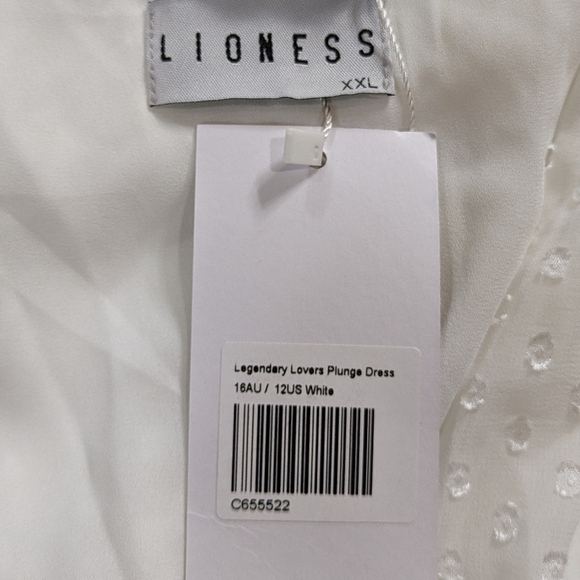 LIONESS
XXL
Legendary Lovers Plunge Dress
16AU / 12US White
C655522